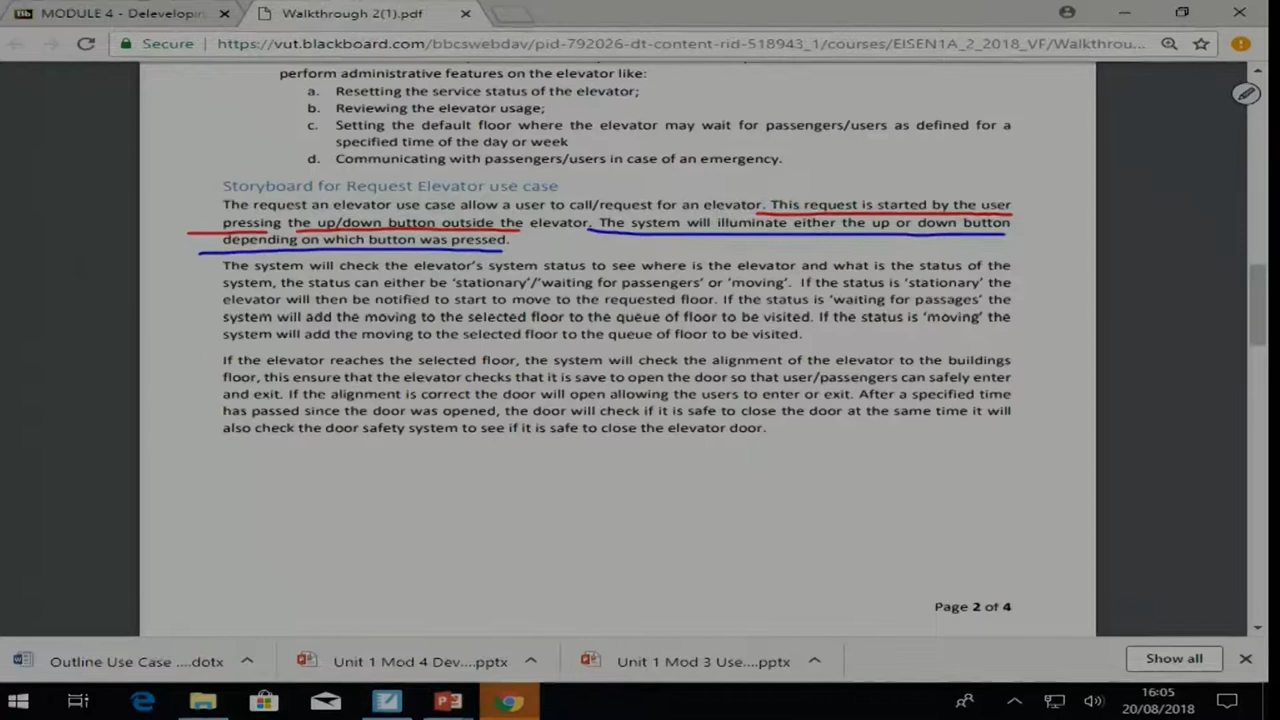 MODULE 4 - Delevelopin
Walkthrough 2(1).pdf
Secure
https://vut.blackboard.com/bbcswebdav/pid-792026-dt-content-rid-518943_1/courses/EISEN1A_2_2018_VF/Walkthrou...
perform administrative features on the elevator like:
a. Resetting the service status of the elevator;
b. Reviewing the elevator usage;
c. Setting the default floor where the elevator may wait for passengers/users as defined for a
specified time of the day or week
d. Communicating with passengers/users in case of an emergency.
Storyboard for Request Elevator use case
The request an elevator use case allow a user to call/request for an elevator. This request is started by the user
pressing the up/down button outside the elevator. The system will illuminate either the up or down button
depending on which button was pressed.
The system will check the elevator's system status to see where is the elevator and what is the status of the
system, the status can either be 'stationary'/'waiting for passengers' or 'moving'. If the status is 'stationary' the
elevator will then be notified to start to move to the requested floor. If the status is 'waiting for passages' the
system will add the moving to the selected floor to the queue of floor to be visited. If the status is 'moving' the
system will add the moving to the selected floor to the queue of floor to be visited.
If the elevator reaches the selected floor, the system will check the alignment of the elevator to the buildings
floor, this ensure that the elevator checks that it is save to open the door so that user/passengers can safely enter
and exit. If the alignment is correct the door will open allowing the users to enter or exit. After a specified time
has passed since the door was opened, the door will check if it is safe to close the door at the same time it will
also check the door safety system to see if it is safe to close the elevator door.
Page 2 of 4
Outline Use Case ....dotx
Unit 1 Mod 4 Dev....pptx
Unit 1 Mod 3 Use....pptx
Show all
16:05
20/08/2018